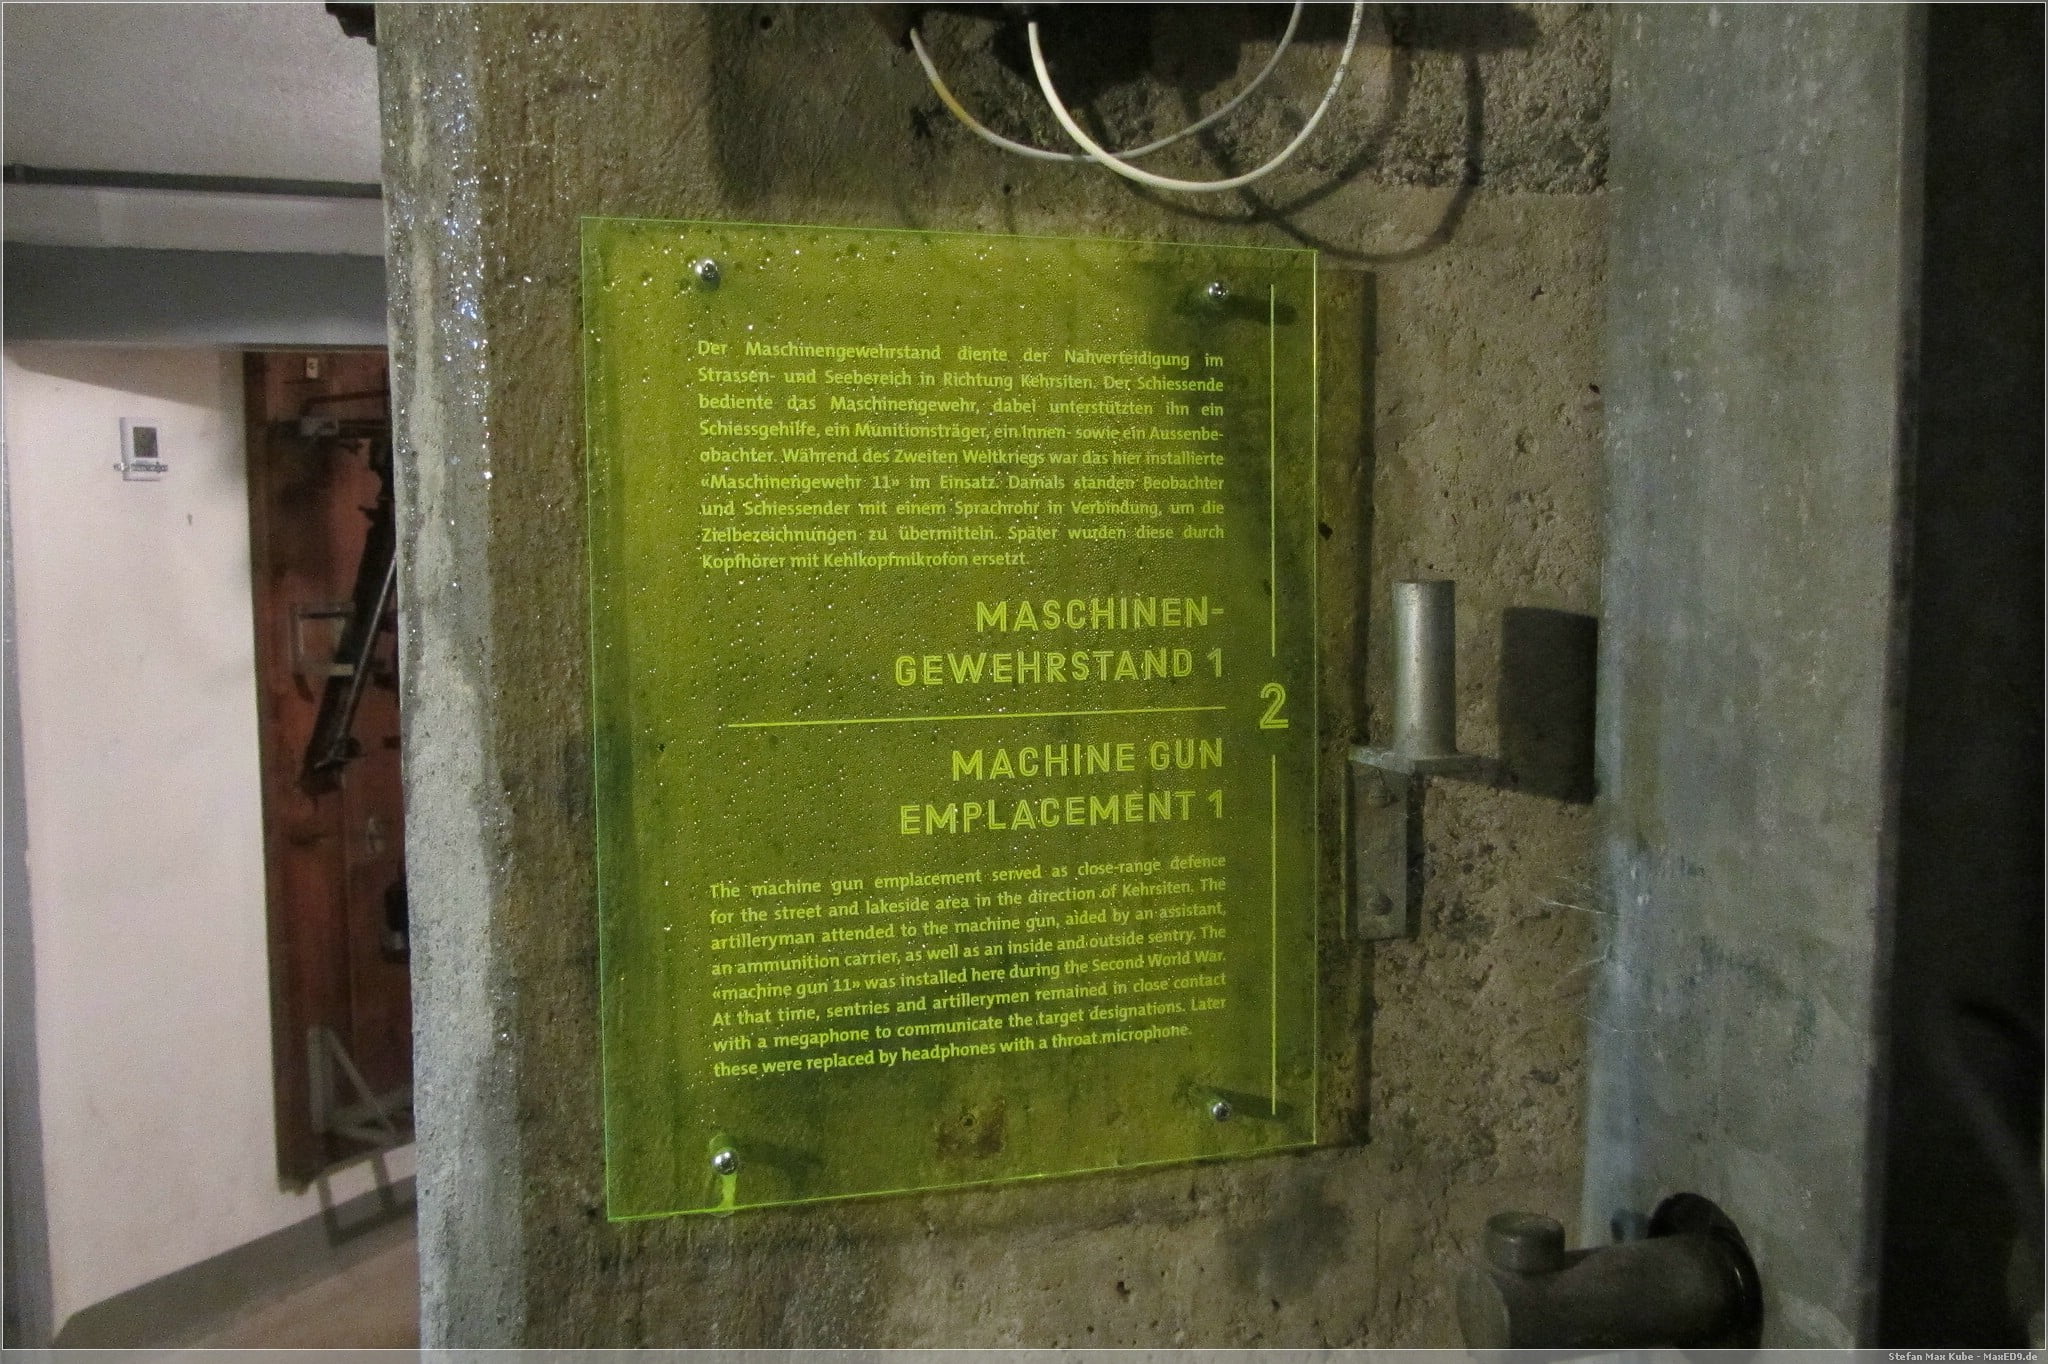 Der Maschinengewehrstand diente der Nahverteidigung im
Strassen- und Seebereich in Richtung Kehrsiten. Der Schiessende
bediente das Maschinengewehr, dabei unterstützten ihn ein
Schiessgehilfe, ein Munitionsträger, ein Innen- sowie ein Aussenbe-
obachter. Während des Zweiten Weltkriegs war das hier installierte
«Maschinengewehr 11» im Einsatz. Damals standen Beobachter
und Schiessender mit einem Sprachrohr in Verbindung, um die
Zielbezeichnungen zu übermitteln. Später wurden diese durch
Kopfhörer mit Kehlkopfmikrofon ersetzt.
MASCHINEN-
GEWEHRSTAND 1
2
MACHINE GUN
EMPLACEMENT 1
The machine gun emplacement served as close-range defence
for the street and lakeside area in the direction of Kehrsiten. The
artilleryman attended to the machine gun, aided by an assistant,
an ammunition carrier, as well as an inside and outside sentry. The
«machine gun 11» was installed here during the Second World War.
At that time, sentries and artillerymen remained in close contact
with a megaphone to communicate the target designations. Later
these were replaced by headphones with a throat microphone.
Stefan Max Kube - MaxED9.de